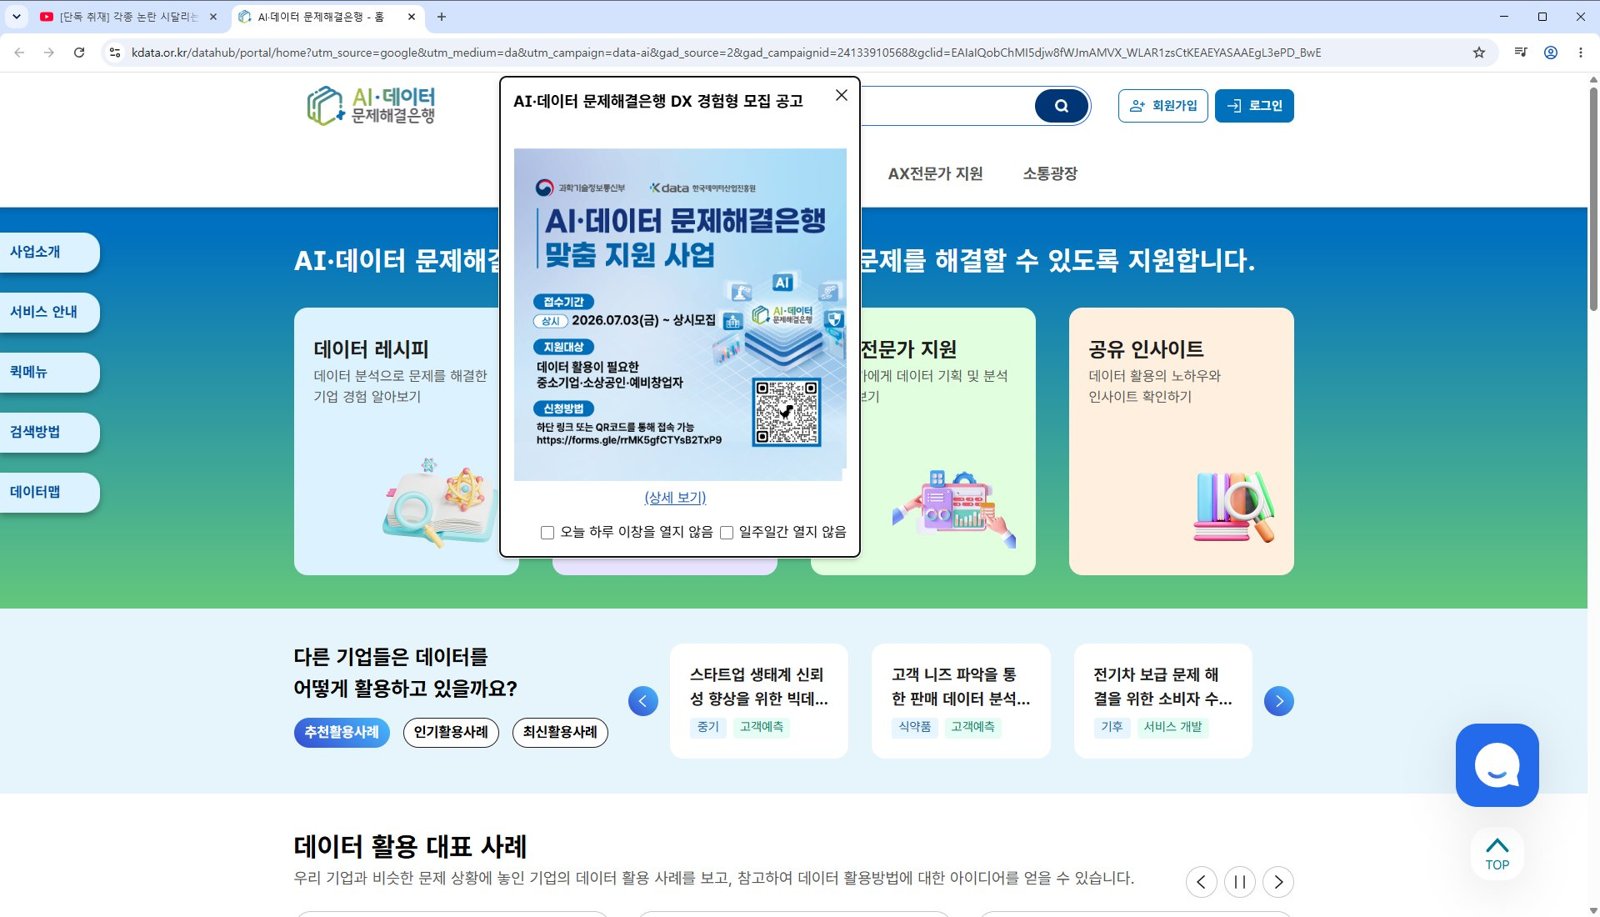 [단독 취재] 각종 논란 시달리는
AI·데이터 문제해결은행 - 홈
kdata.or.kr/datahub/portal/home?utm_source=google&utm_medium=da&utm_campaign=data-ai&gad_source=2&gad_campaignid=24133910568&gclid=EAIaIQobChMI5djw8fWJmAMVX_WLAR1zsCtKEAEYASAAEgL3ePD_BwE
AI·데이터
문제해결은행
회원가입
로그인
AX전문가 지원
소통광장
AI·데이터 문제해결은행 DX 경험형 모집 공고
과학기술정보통신부
Kdata 한국데이터산업진흥원
AI·데이터 문제해결은행
맞춤 지원 사업
접수기간
상시 2026.07.03(금) ~ 상시모집
지원대상
데이터 활용이 필요한
중소기업·소상공인·예비창업자
신청방법
하단 링크 또는 QR코드를 통해 접속 가능
https://forms.gle/rrMK5gfCTYsB2TxP9
AI
AI·데이터
문제해결은행
(상세 보기)
오늘 하루 이창을 열지 않음
일주일간 열지 않음
사업소개
서비스 안내
퀵메뉴
검색방법
데이터맵
AI·데이터 문제해결
문제를 해결할 수 있도록 지원합니다.
데이터 레시피
데이터 분석으로 문제를 해결한
기업 경험 알아보기
전문가 지원
가에게 데이터 기획 및 분석
보기
공유 인사이트
데이터 활용의 노하우와
인사이트 확인하기
다른 기업들은 데이터를
어떻게 활용하고 있을까요?
추천활용사례
인기활용사례
최신활용사례
스타트업 생태계 신뢰
성 향상을 위한 빅데...
중기
고객예측
고객 니즈 파악을 통
한 판매 데이터 분석...
식약품
고객예측
전기차 보급 문제 해
결을 위한 소비자 수...
기후
서비스 개발
데이터 활용 대표 사례
우리 기업과 비슷한 문제 상황에 놓인 기업의 데이터 활용 사례를 보고, 참고하여 데이터 활용방법에 대한 아이디어를 얻을 수 있습니다.
TOP